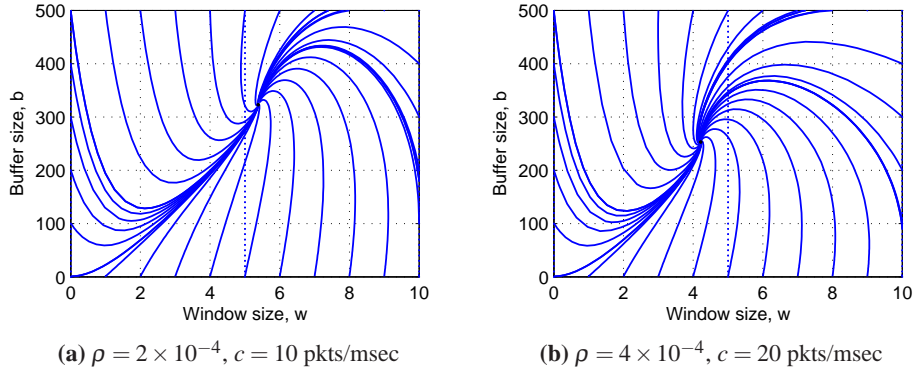 500
400
300
200
100
0
Buffer size, b
0 2 4 6 8 10
Window size, w
(a) ρ = 2 × 10⁻⁴, c = 10 pkts/msec
500
400
300
200
100
0
Buffer size, b
0 2 4 6 8 10
Window size, w
(b) ρ = 4 × 10⁻⁴, c = 20 pkts/msec